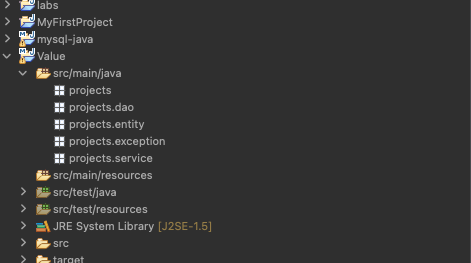 labs
MyFirstProject
mysql-java
Value
src/main/java
projects
projects.dao
projects.entity
projects.exception
projects.service
src/main/resources
src/test/java
src/test/resources
JRE System Library [J2SE-1.5]
src
target